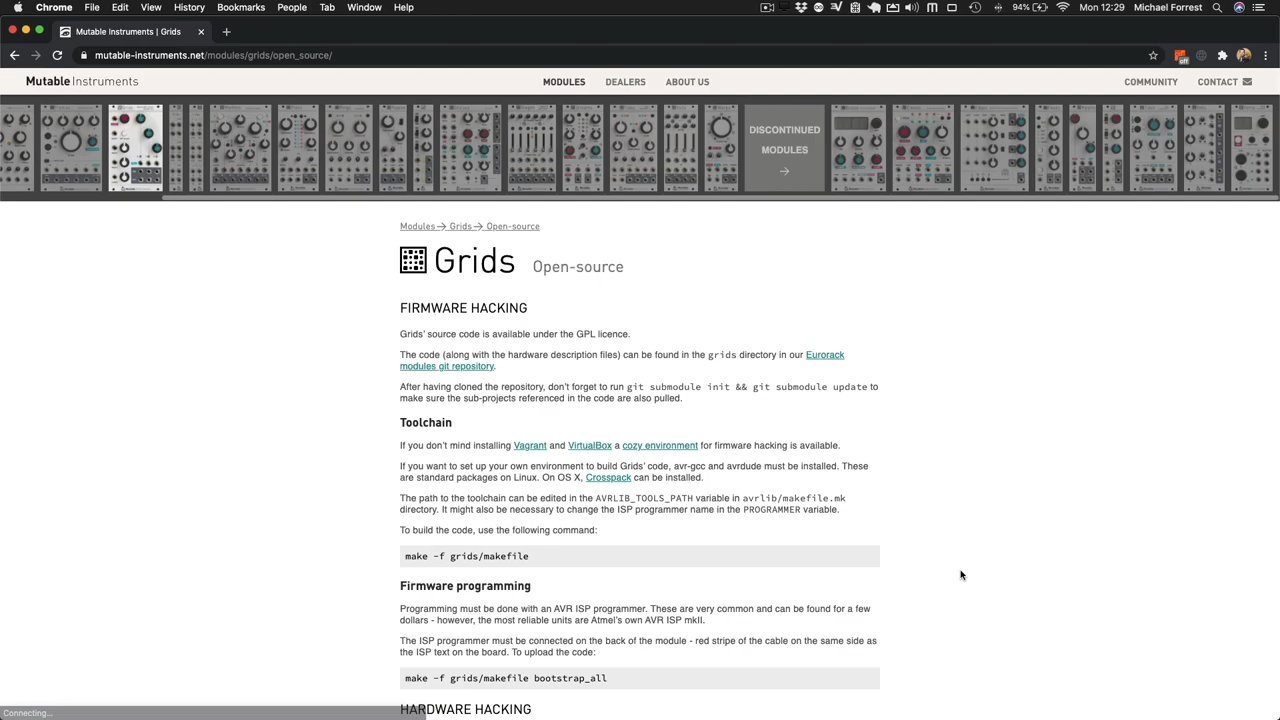 Chrome File Edit View History Bookmarks People Tab Window Help 94% Mon 12:29 Michael Forrest
Mutable Instruments | Grids
mutable-instruments.net/modules/grids/open_source/
off
Mutable Instruments MODULES DEALERS ABOUT US COMMUNITY CONTACT
DISCONTINUED
MODULES
→
Modules → Grids → Open-source
Grids Open-source
FIRMWARE HACKING
Grids' source code is available under the GPL licence.
The code (along with the hardware description files) can be found in the grids directory in our Eurorack
modules git repository.
After having cloned the repository, don't forget to run git submodule init && git submodule update to
make sure the sub-projects referenced in the code are also pulled.
Toolchain
If you don't mind installing Vagrant and VirtualBox a cozy environment for firmware hacking is available.
If you want to set up your own environment to build Grids' code, avr-gcc and avrdude must be installed. These
are standard packages on Linux. On OS X, Crosspack can be installed.
The path to the toolchain can be edited in the AVRLIB_TOOLS_PATH variable in avrlib/makefile.mk
directory. It might also be necessary to change the ISP programmer name in the PROGRAMMER variable.
To build the code, use the following command:
make -f grids/makefile
Firmware programming
Programming must be done with an AVR ISP programmer. These are very common and can be found for a few
dollars - however, the most reliable units are Atmel's own AVR ISP mkII.
The ISP programmer must be connected on the back of the module - red stripe of the cable on the same side as
the ISP text on the board. To upload the code:
make -f grids/makefile bootstrap_all
HARDWARE HACKING
Connecting...